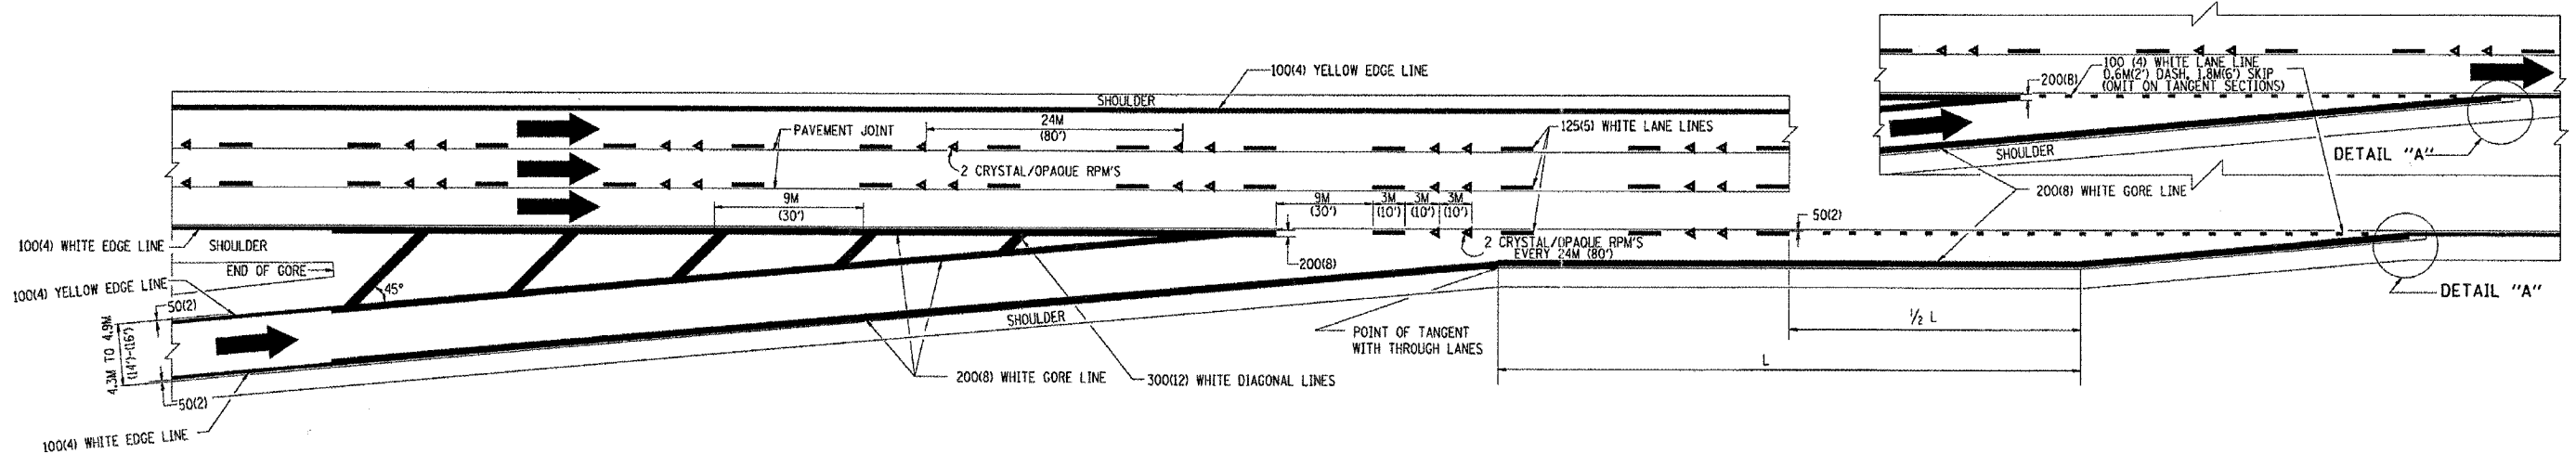 100(4) YELLOW EDGE LINE
SHOULDER
PAVEMENT JOINT
24M
(80')
125(5) WHITE LANE LINES
2 CRYSTAL/OPAQUE RPM'S
9M
(30')
9M
(30')
3M
(10')
3M
(10')
3M
(10')
100(4) WHITE EDGE LINE
SHOULDER
END OF GORE
100(4) YELLOW EDGE LINE
50(2)
45°
200(8)
2 CRYSTAL/OPAQUE RPM'S
EVERY 24M (80')
4.3M TO 4.9M
(14')-(16')
SHOULDER
POINT OF TANGENT
WITH THROUGH LANES
200(8) WHITE GORE LINE
300(12) WHITE DIAGONAL LINES
50(2)
100(4) WHITE EDGE LINE
1/2 L
L
200(8)
100 (4) WHITE LANE LINE
0.6M(2') DASH, 1.8M(6') SKIP
(OMIT ON TANGENT SECTIONS)
SHOULDER
DETAIL "A"
200(8) WHITE GORE LINE
50(2)
DETAIL "A"